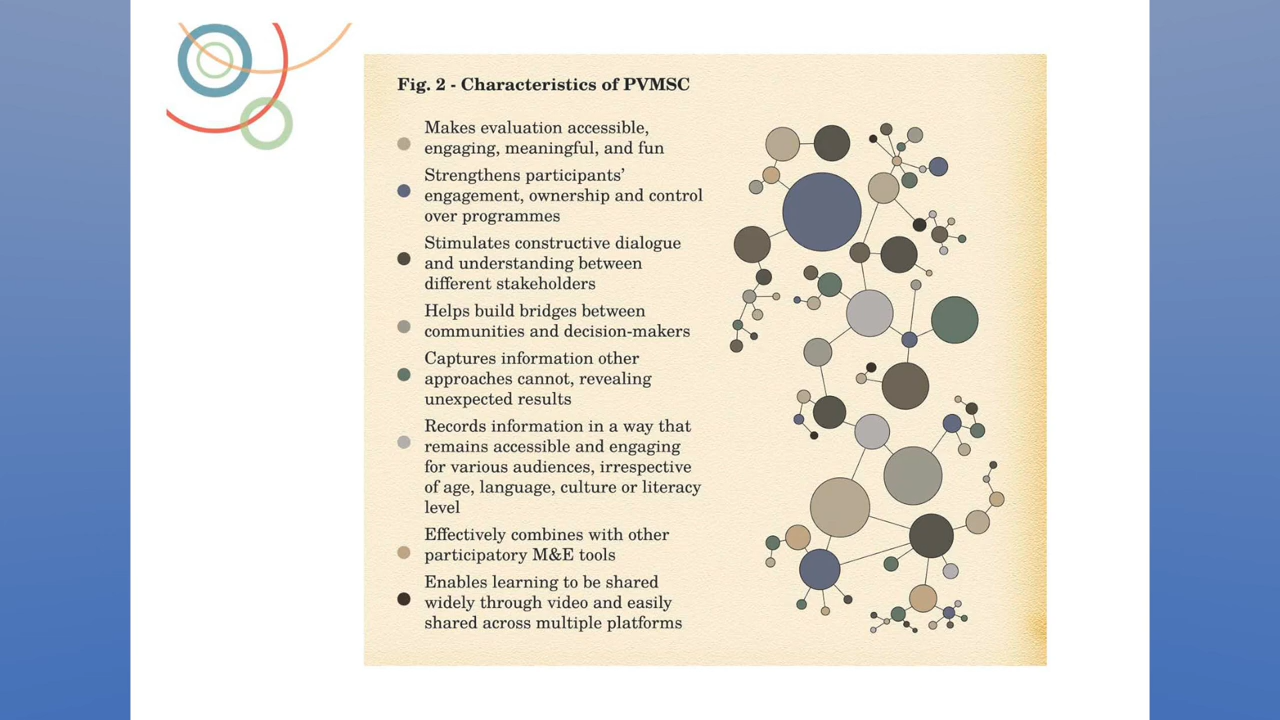 Fig. 2 - Characteristics of PVMSC
Makes evaluation accessible,
engaging, meaningful, and fun
Strengthens participants’
engagement, ownership and control
over programmes
Stimulates constructive dialogue
and understanding between
different stakeholders
Helps build bridges between
communities and decision-makers
Captures information other
approaches cannot, revealing
unexpected results
Records information in a way that
remains accessible and engaging
for various audiences, irrespective
of age, language, culture or literacy
level
Effectively combines with other
participatory M&E tools
Enables learning to be shared
widely through video and easily
shared across multiple platforms